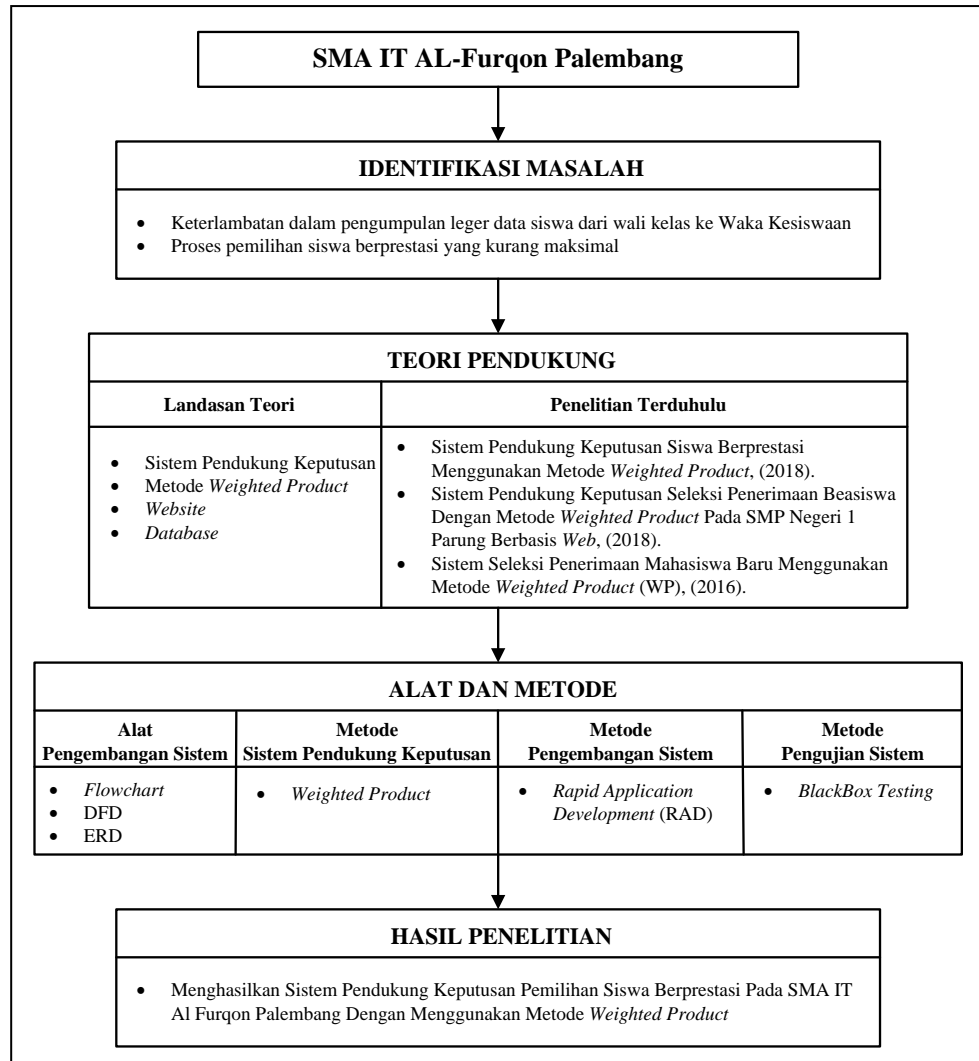 SMA IT AL-Furqon Palembang
IDENTIFIKASI MASALAH
• Keterlambatan dalam pengumpulan leger data siswa dari wali kelas ke Waka Kesiswaan
• Proses pemilihan siswa berprestasi yang kurang maksimal
TEORI PENDUKUNG
Landasan Teori
• Sistem Pendukung Keputusan
• Metode Weighted Product
• Website
• Database
Penelitian Terduhulu
• Sistem Pendukung Keputusan Siswa Berprestasi
Menggunakan Metode Weighted Product, (2018).
• Sistem Pendukung Keputusan Seleksi Penerimaan Beasiswa
Dengan Metode Weighted Product Pada SMP Negeri 1
Parung Berbasis Web, (2018).
• Sistem Seleksi Penerimaan Mahasiswa Baru Menggunakan
Metode Weighted Product (WP), (2016).
ALAT DAN METODE
Alat
Pengembangan Sistem
• Flowchart
• DFD
• ERD
Metode
Sistem Pendukung Keputusan
• Weighted Product
Metode
Pengembangan Sistem
• Rapid Application
Development (RAD)
Metode
Pengujian Sistem
• BlackBox Testing
HASIL PENELITIAN
• Menghasilkan Sistem Pendukung Keputusan Pemilihan Siswa Berprestasi Pada SMA IT
Al Furqon Palembang Dengan Menggunakan Metode Weighted Product